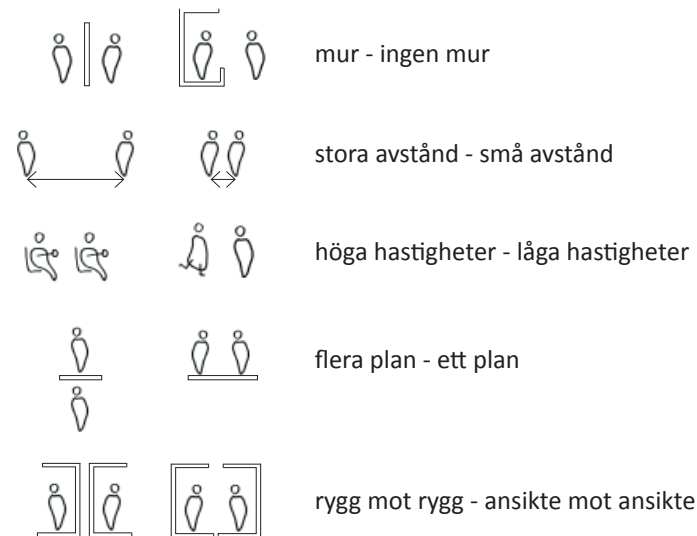 mur - ingen mur
stora avstånd - små avstånd
höga hastigheter - låga hastigheter
flera plan - ett plan
rygg mot rygg - ansikte mot ansikte